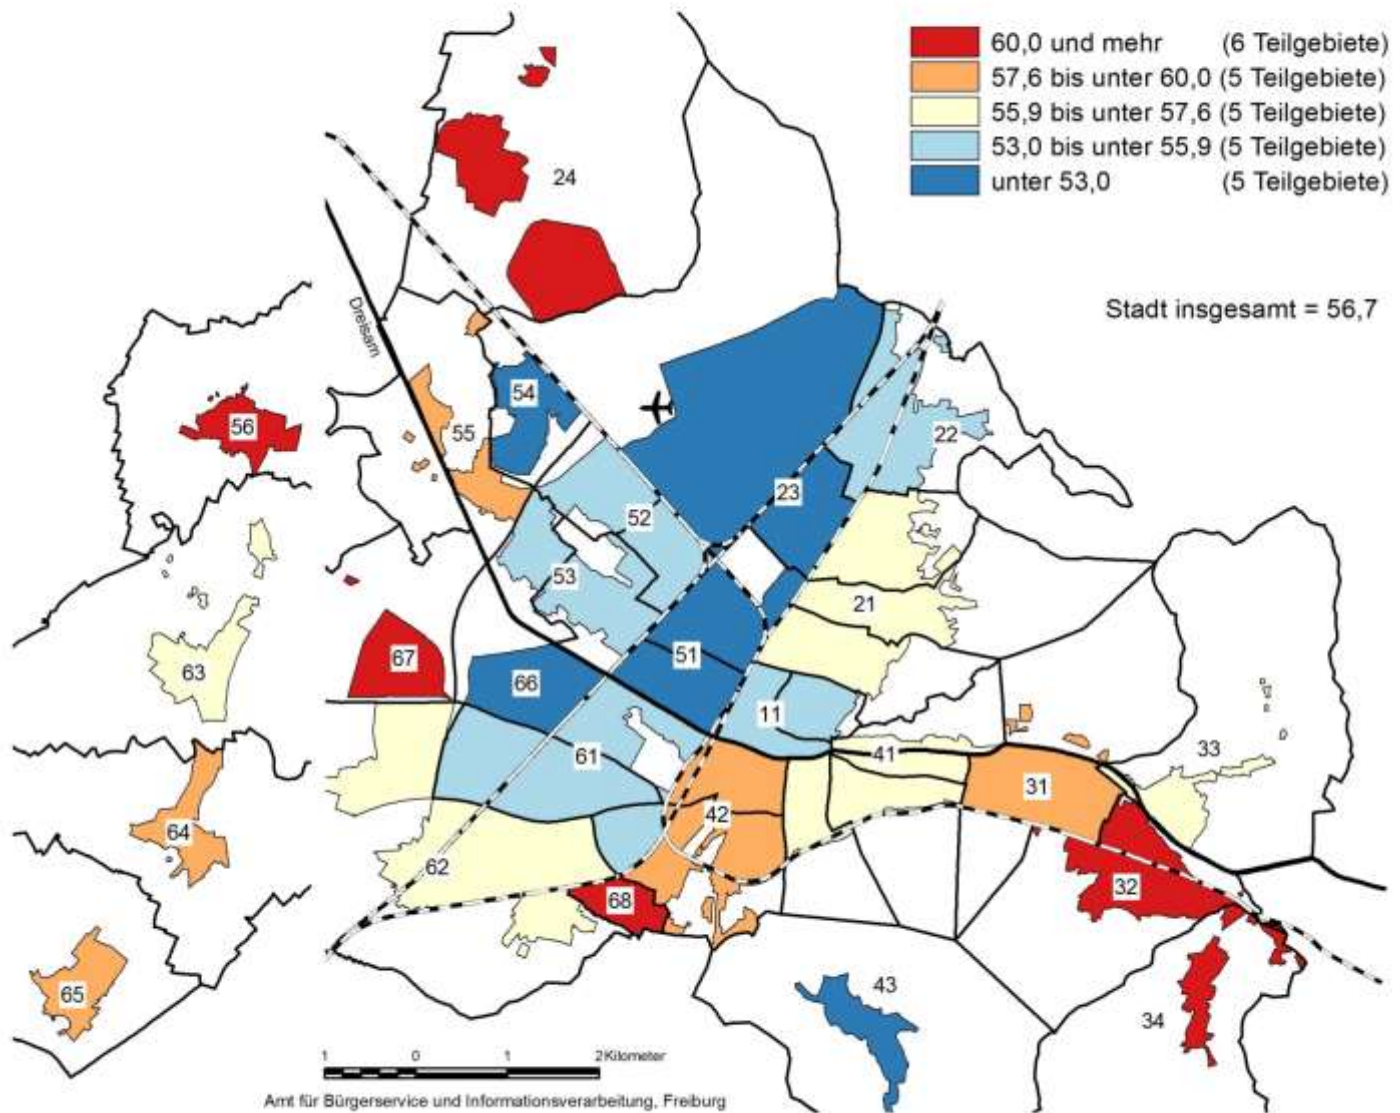 60,0 und mehr (6 Teilgebiete)
57,6 bis unter 60,0 (5 Teilgebiete)
55,9 bis unter 57,6 (5 Teilgebiete)
53,0 bis unter 55,9 (5 Teilgebiete)
unter 53,0 (5 Teilgebiete)
24
Stadt insgesamt = 56,7
Dreisam
54
56
55
22
23
52
53
21
51
67
63
66
11
61
41
33
31
42
64
62
32
68
65
43
34
1 0 1 2 Kilometer
Amt für Bürgerservice und Informationsverarbeitung, Freiburg